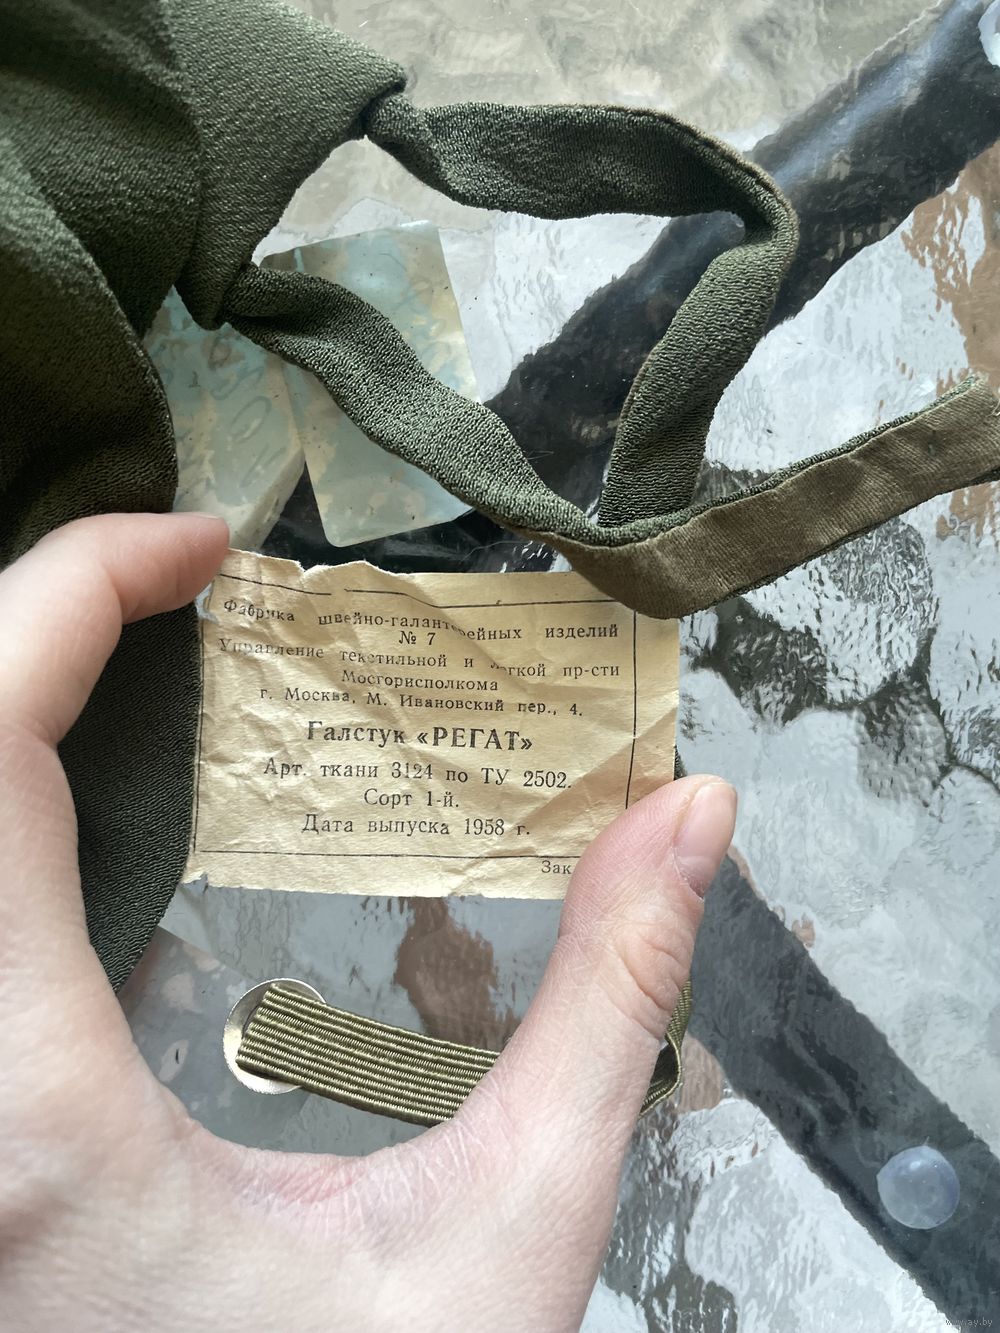 Фабрика швейно-галантерейных изделий
№ 7
Управление текстильной и легкой пр-сти
Мосгорисполкома
г. Москва, М. Ивановский пер., 4.
Галстук «РЕГАТ»
Арт. ткани 3124 по ТУ 2502.
Сорт 1-й.
Дата выпуска 1958 г.
Зак